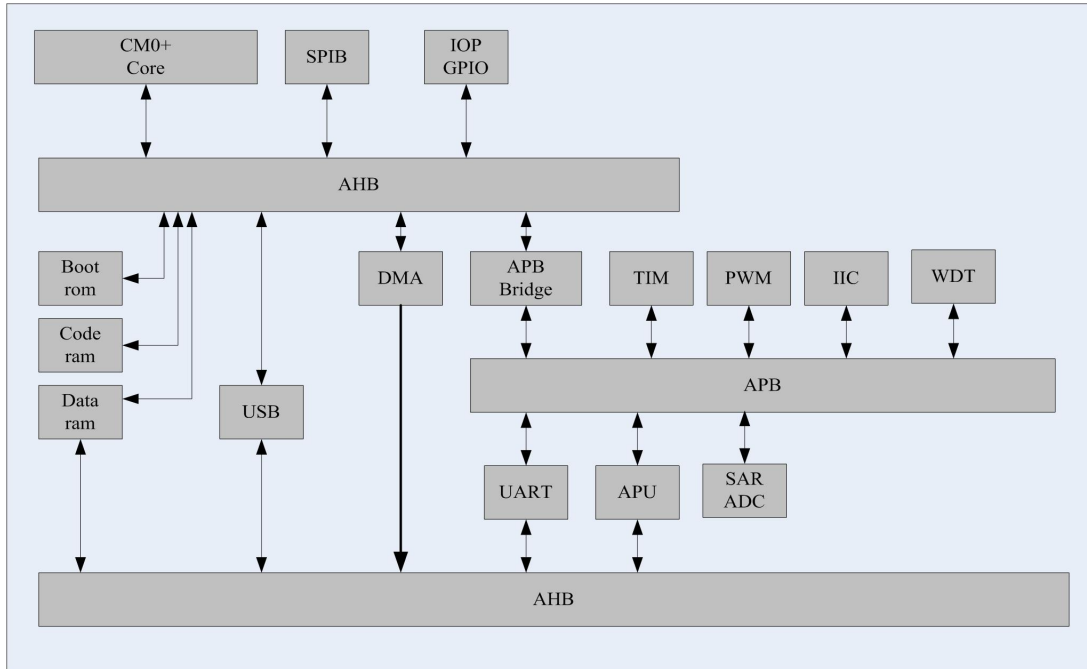 CM0+
Core
SPIB
IOP
GPIO
AHB
Boot
rom
DMA
APB
Bridge
TIM
PWM
IIC
WDT
Code
ram
APB
Data
ram
USB
UART
APU
SAR
ADC
AHB